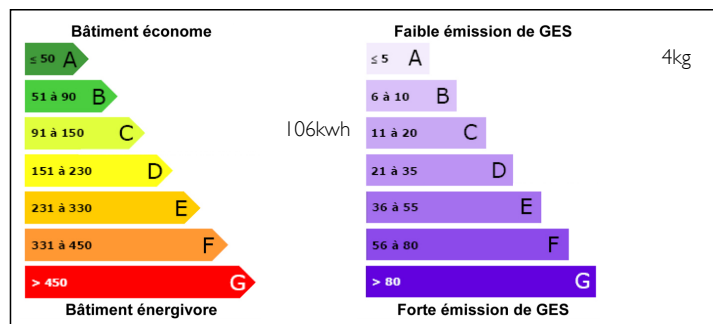 Bâtiment économe
≤ 50 A
51 à 90 B
91 à 150 C
106kwh
151 à 230 D
231 à 330 E
331 à 450 F
> 450 G
Bâtiment énergivore
Faible émission de GES
≤ 5 A
4kg
6 à 10 B
11 à 20 C
21 à 35 D
36 à 55 E
56 à 80 F
> 80 G
Forte émission de GES